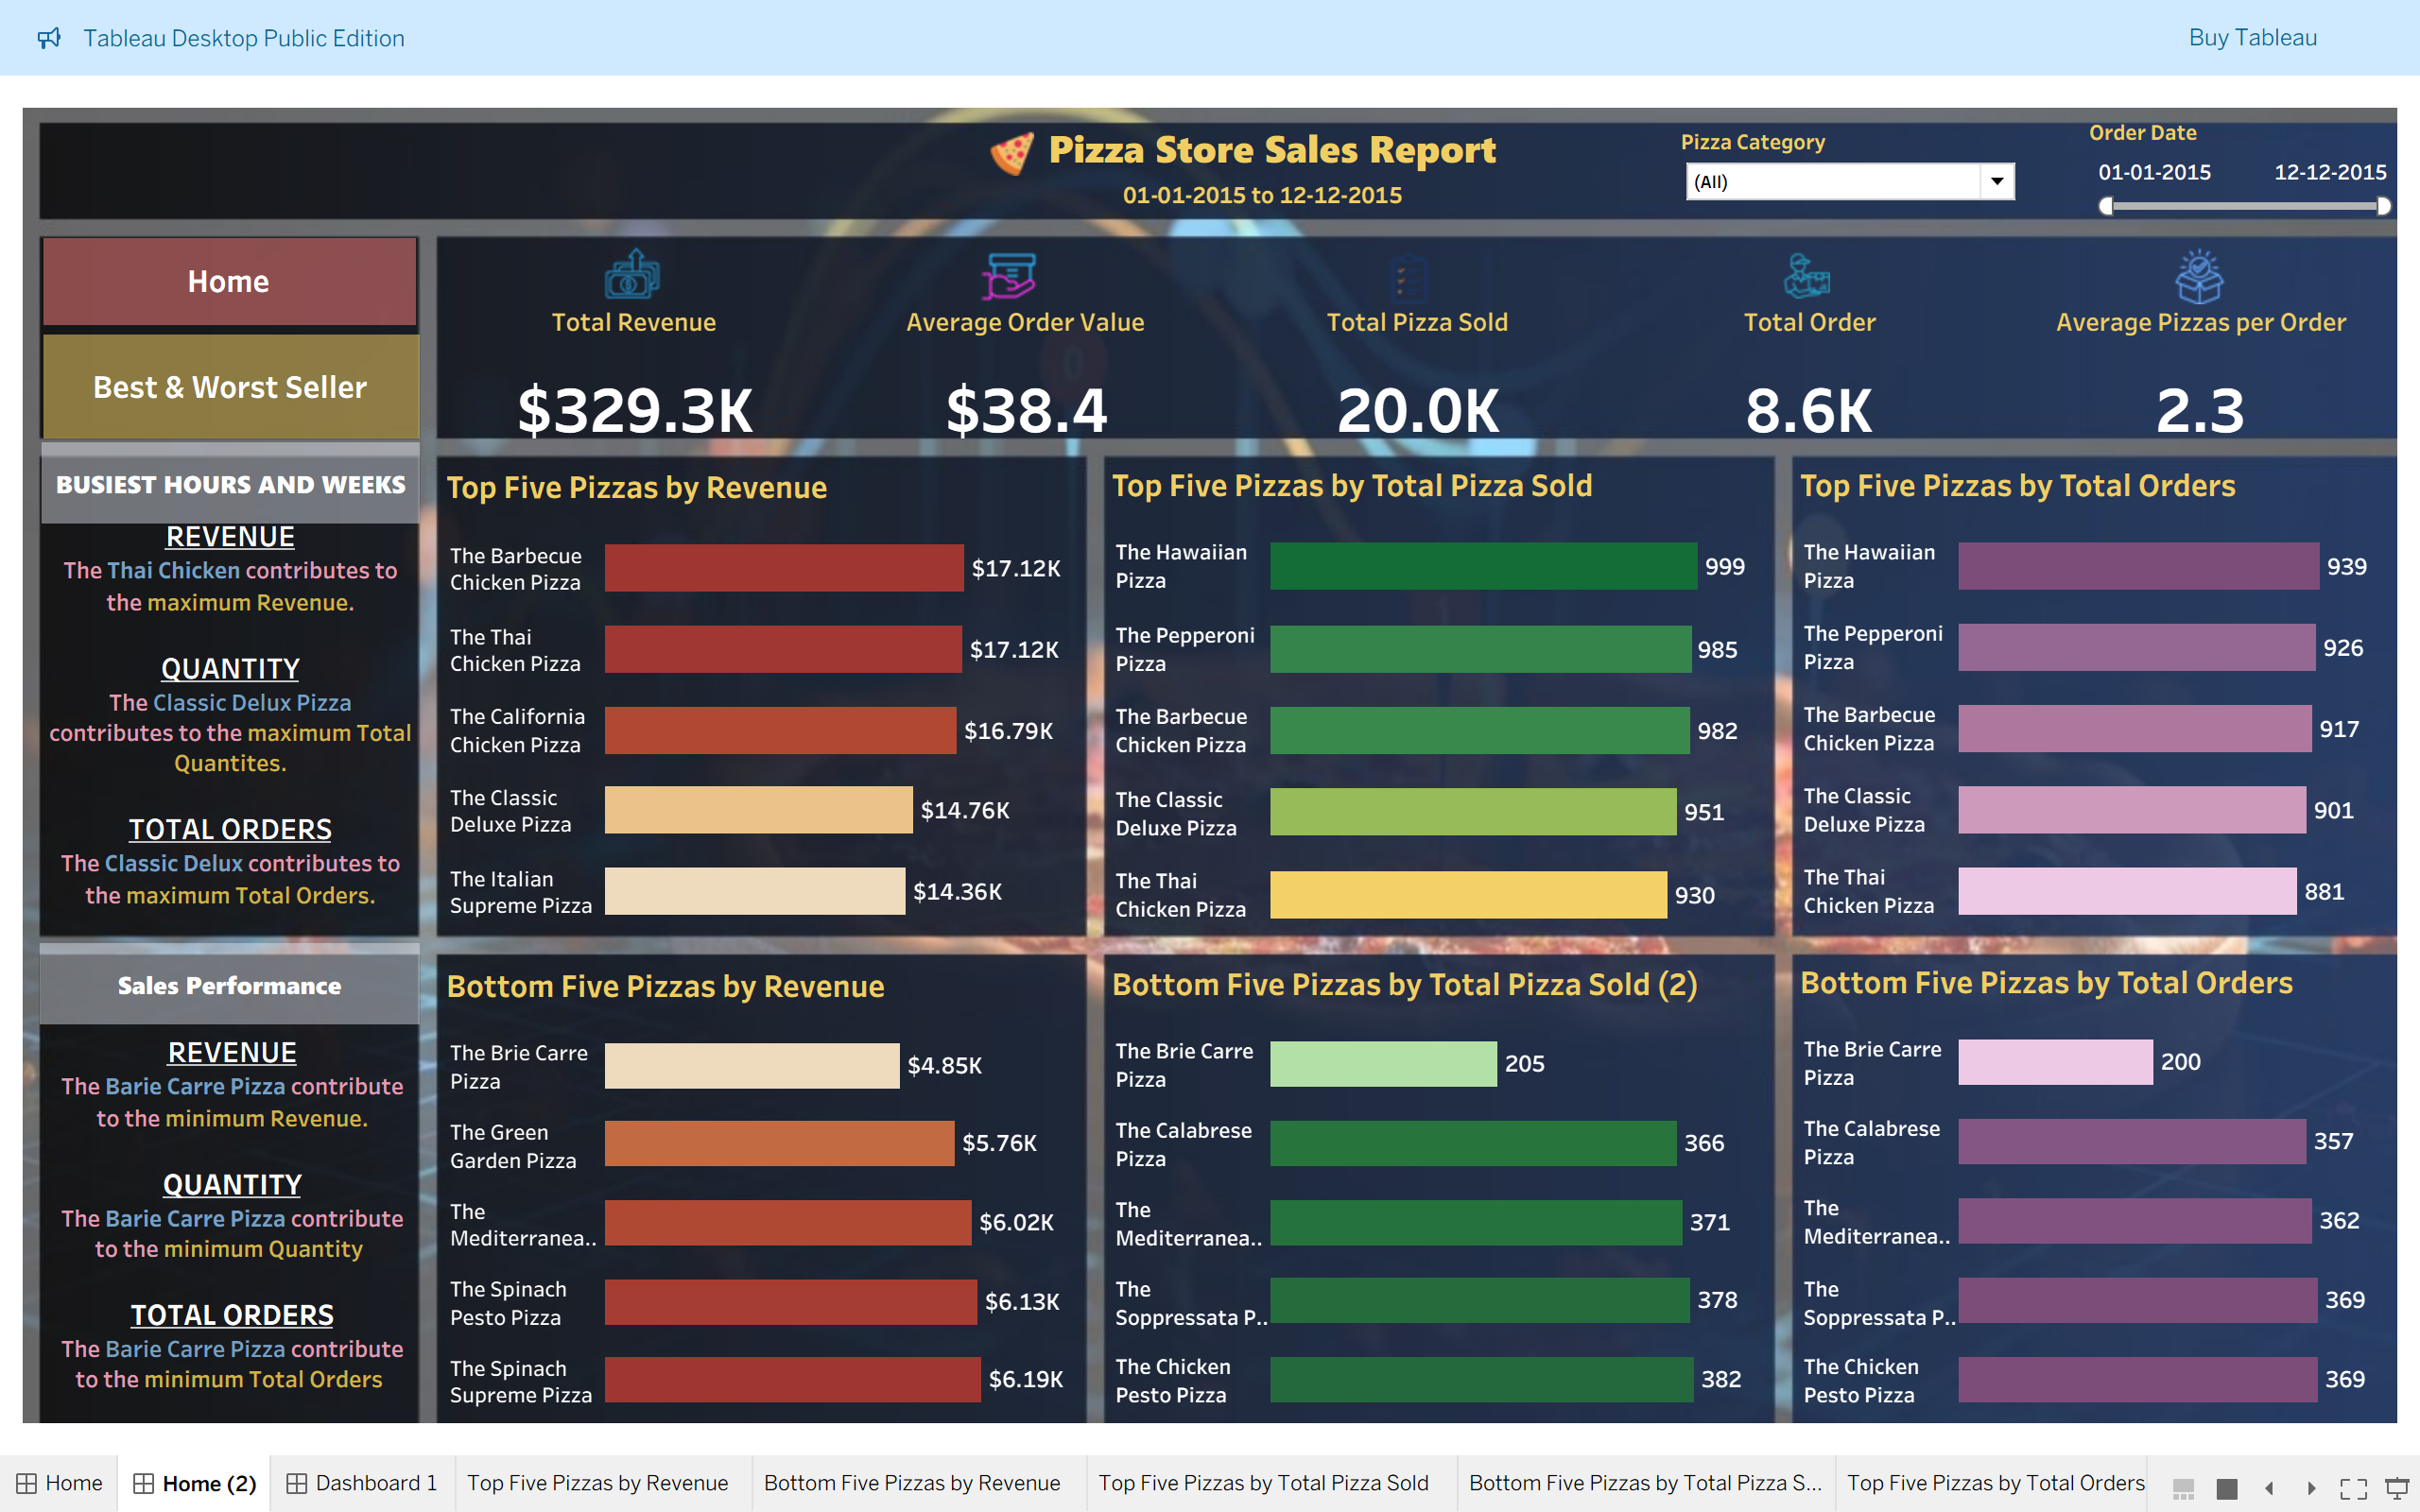 Tableau Desktop Public Edition
Buy Tableau
Pizza Store Sales Report
01-01-2015 to 12-12-2015
Pizza Category
(All)
Order Date
01-01-2015 12-12-2015
Home
Best & Worst Seller
Total Revenue
$329.3K
Average Order Value
$38.4
Total Pizza Sold
20.0K
Total Order
8.6K
Average Pizzas per Order
2.3
BUSIEST HOURS AND WEEKS
REVENUE
The Thai Chicken contributes to
the maximum Revenue.
QUANTITY
The Classic Delux Pizza
contributes to the maximum Total
Quantites.
TOTAL ORDERS
The Classic Delux contributes to
the maximum Total Orders.
Top Five Pizzas by Revenue
The Barbecue
Chicken Pizza
$17.12K
The Thai
Chicken Pizza
$17.12K
The California
Chicken Pizza
$16.79K
The Classic
Deluxe Pizza
$14.76K
The Italian
Supreme Pizza
$14.36K
Top Five Pizzas by Total Pizza Sold
The Hawaiian
Pizza
999
The Pepperoni
Pizza
985
The Barbecue
Chicken Pizza
982
The Classic
Deluxe Pizza
951
The Thai
Chicken Pizza
930
Top Five Pizzas by Total Orders
The Hawaiian
Pizza
939
The Pepperoni
Pizza
926
The Barbecue
Chicken Pizza
917
The Classic
Deluxe Pizza
901
The Thai
Chicken Pizza
881
Sales Performance
REVENUE
The Barie Carre Pizza contribute
to the minimum Revenue.
QUANTITY
The Barie Carre Pizza contribute
to the minimum Quantity
TOTAL ORDERS
The Barie Carre Pizza contribute
to the minimum Total Orders
Bottom Five Pizzas by Revenue
The Brie Carre
Pizza
$4.85K
The Green
Garden Pizza
$5.76K
The
Mediterranea..
$6.02K
The Spinach
Pesto Pizza
$6.13K
The Spinach
Supreme Pizza
$6.19K
Bottom Five Pizzas by Total Pizza Sold (2)
The Brie Carre
Pizza
205
The Calabrese
Pizza
366
The
Mediterranea..
371
The
Soppressata P..
378
The Chicken
Pesto Pizza
382
Bottom Five Pizzas by Total Orders
The Brie Carre
Pizza
200
The Calabrese
Pizza
357
The
Mediterranea..
362
The
Soppressata P..
369
The Chicken
Pesto Pizza
369
Home
Home (2)
Dashboard 1
Top Five Pizzas by Revenue
Bottom Five Pizzas by Revenue
Top Five Pizzas by Total Pizza Sold
Bottom Five Pizzas by Total Pizza S...
Top Five Pizzas by Total Orders